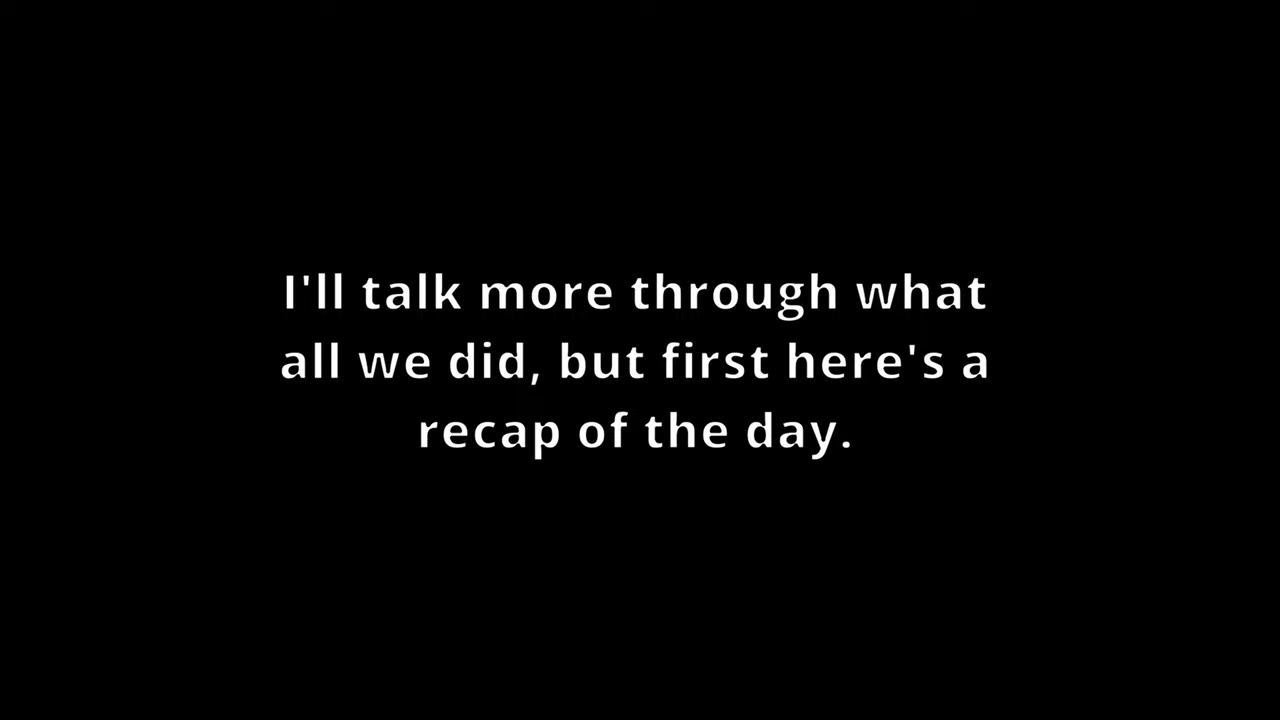 I'll talk more through what
all we did, but first here's a
recap of the day.